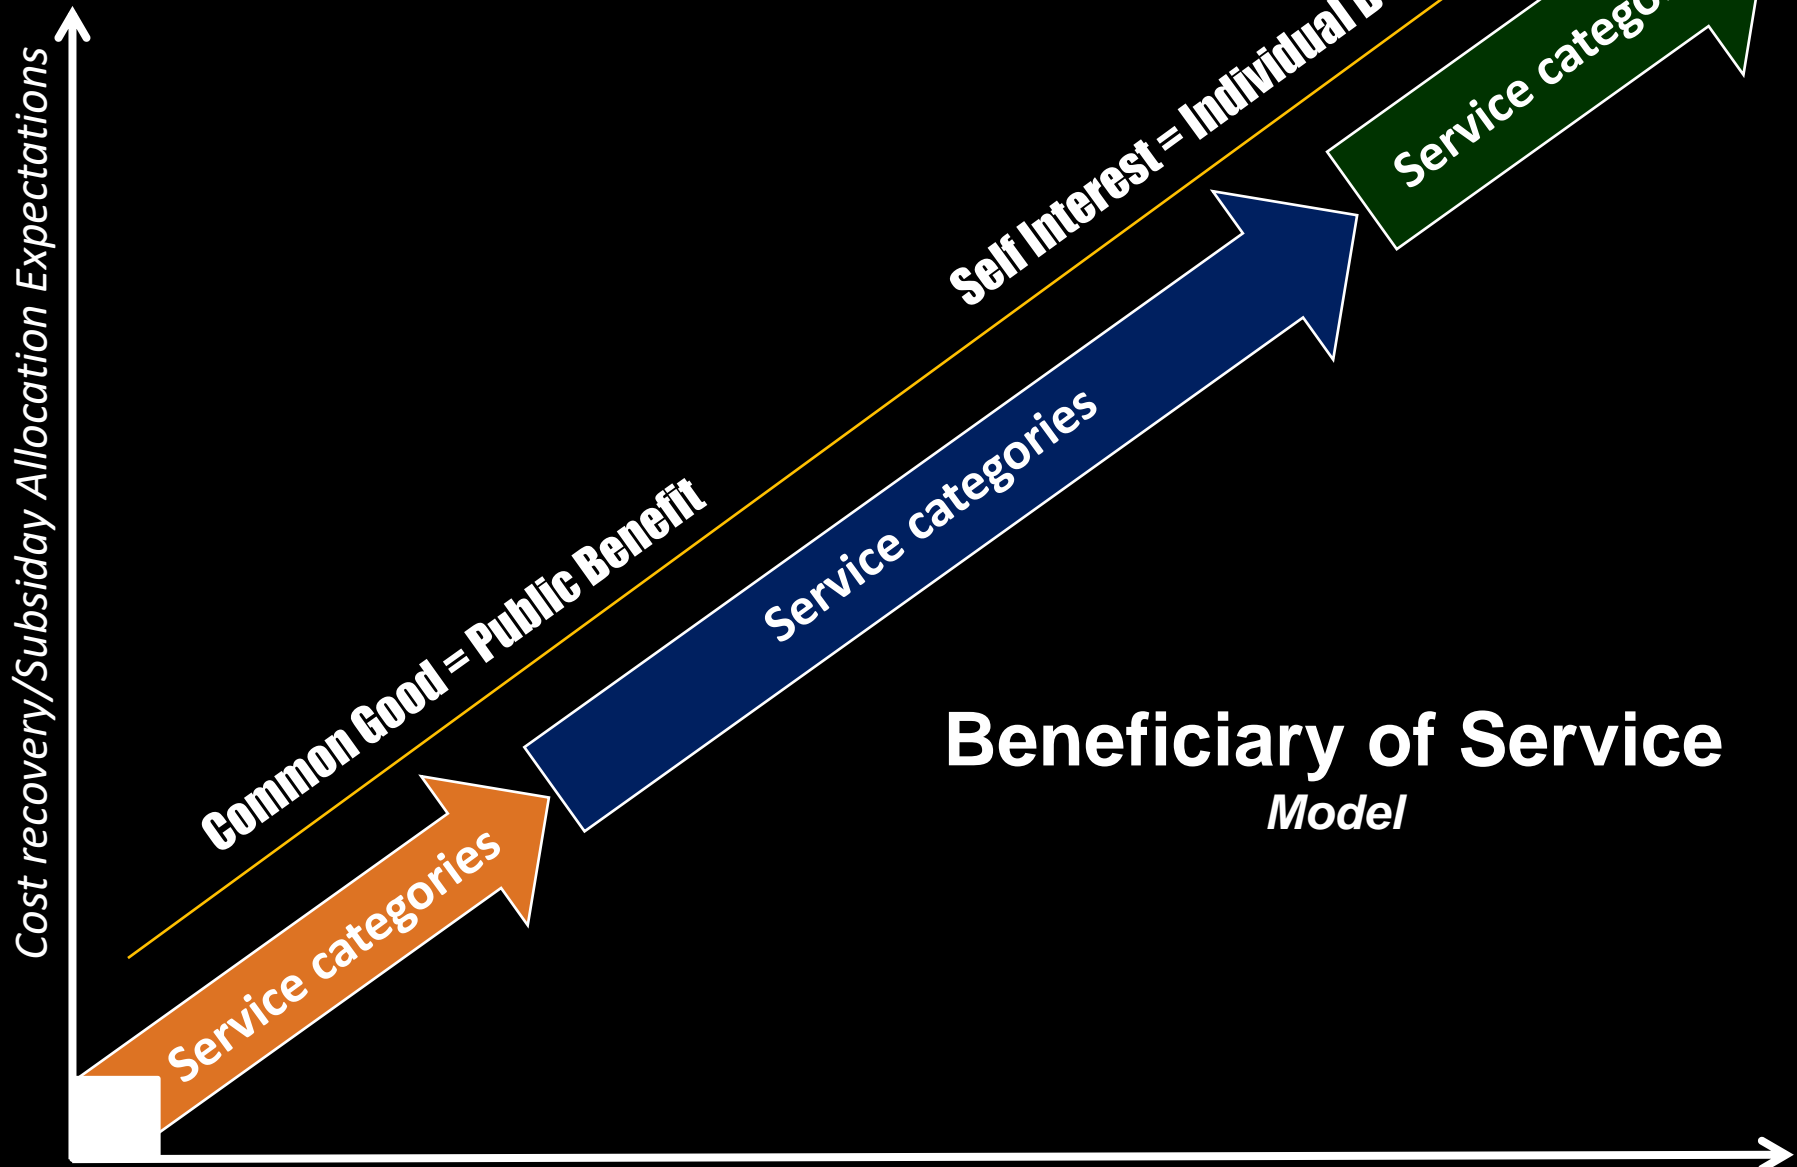 Cost recovery/Subsiday Allocation Expectations
Common Good = Public Benefit
Self Interest = Individual
Service categories
Service categories
Service
Beneficiary of Service
Model